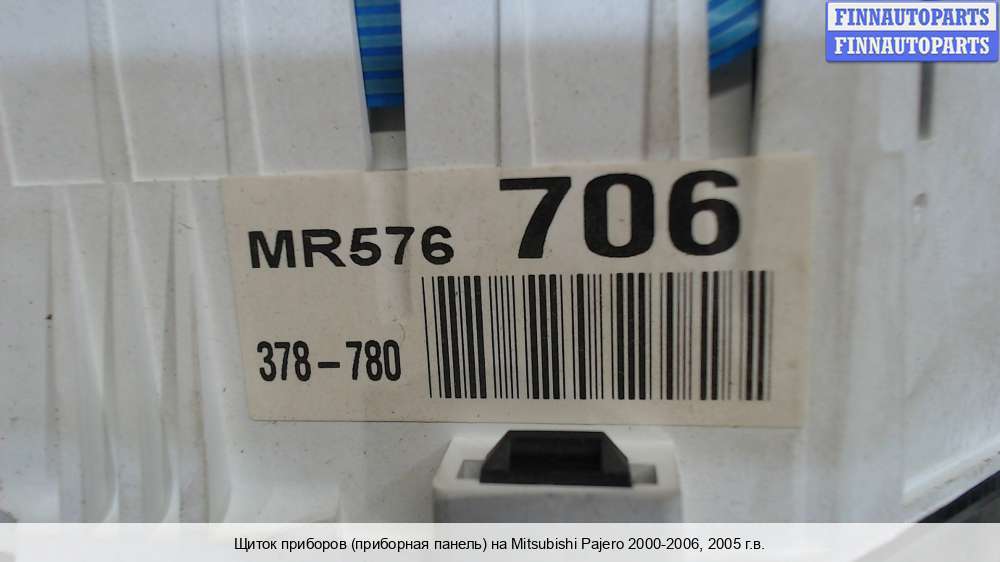 FINNAUTOPARTS
FINNAUTOPARTS
MR576 706
378-780
Щиток приборов (приборная панель) на Mitsubishi Pajero 2000-2006, 2005 г.в.